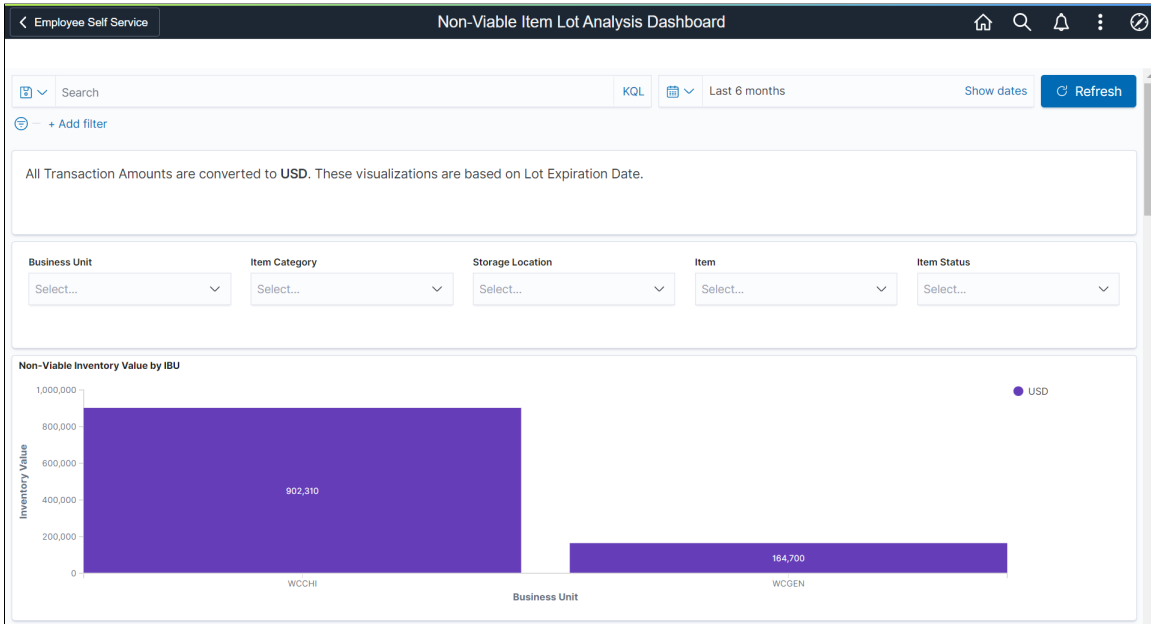 Employee Self Service
Non-Viable Item Lot Analysis Dashboard
Search
KQL
Last 6 months
Show dates
Refresh
+ Add filter
All Transaction Amounts are converted to USD. These visualizations are based on Lot Expiration Date.
Business Unit
Item Category
Storage Location
Item
Item Status
Select...
Select...
Select...
Select...
Select...
Non-Viable Inventory Value by IBU
1,000,000
800,000
600,000
400,000
200,000
0
Inventory Value
902,310
164,700
WCCHI
WCGEN
Business Unit
USD